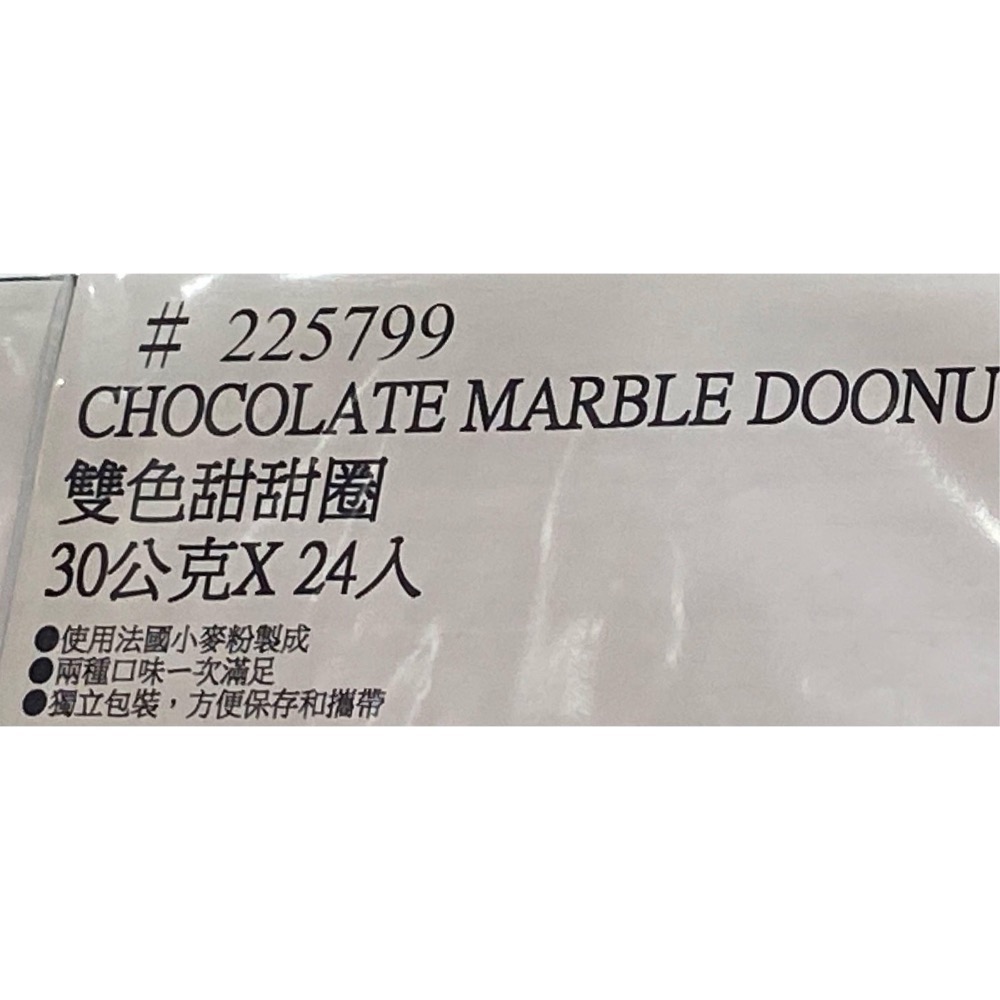 # 225799
CHOCOLATE MARBLE DOONU
雙色甜甜圈
30公克X 24入
●使用法國小麥粉製成
●兩種口味一次滿足
●獨立包裝，方便保存和攜帶